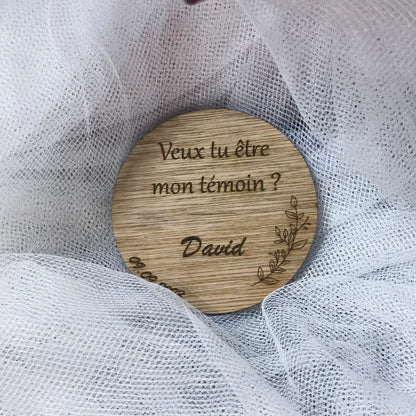 Veux tu être
mon témoin ?
David